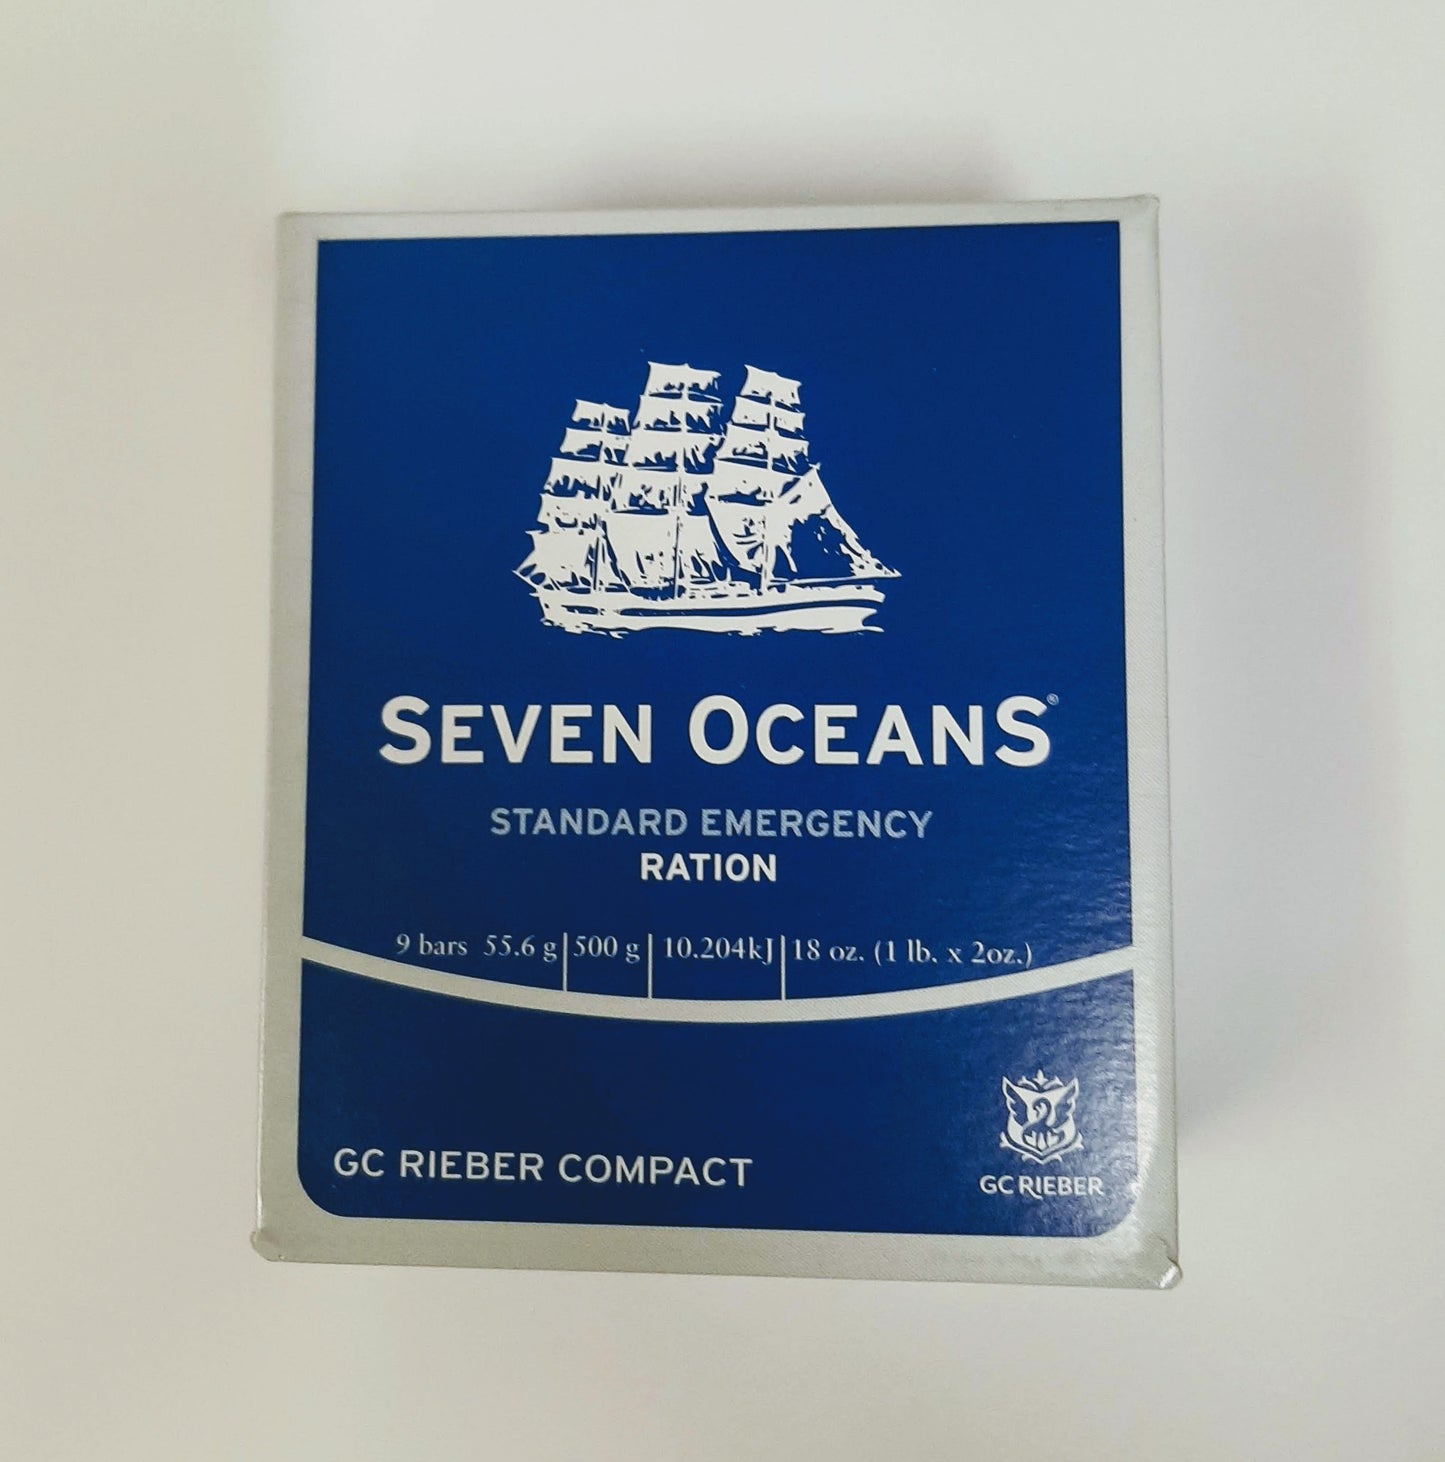 SEVEN OCEANS®
STANDARD EMERGENCY
RATION
9 bars 55.6 g | 500 g | 10.204kJ | 18 oz. (1 lb. x 2oz.)
GC RIEBER COMPACT
GC RIEBER